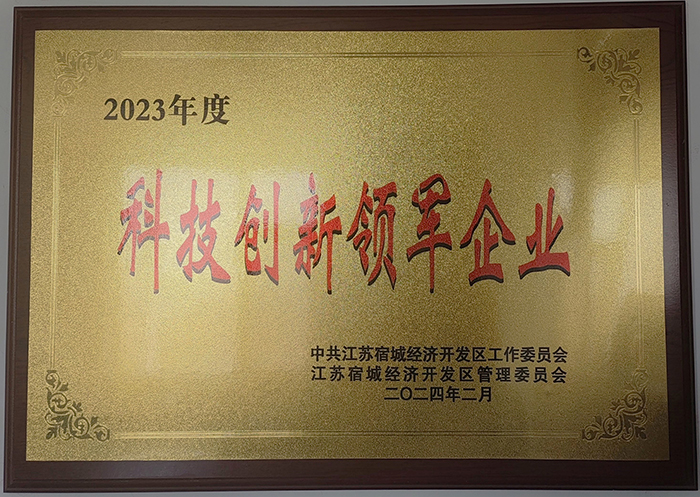 2023年度
科技创新领军企业
中共江苏宿城经济开发区工作委员会
江苏宿城经济开发区管理委员会
二〇二四年二月